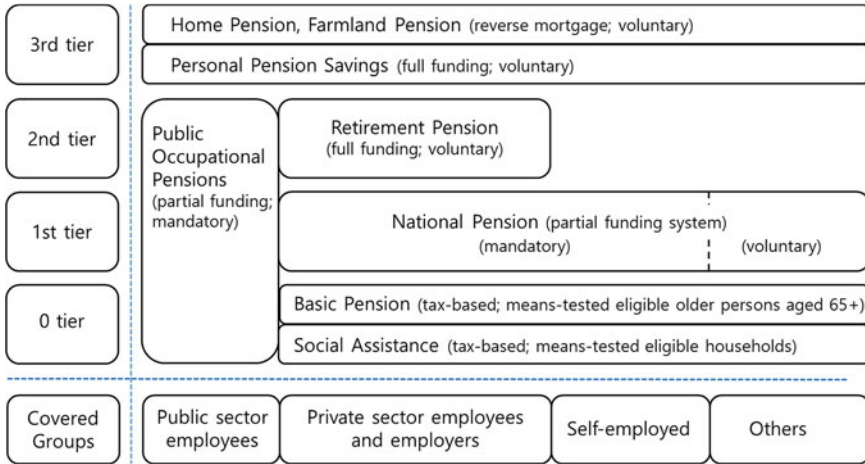 3rd tier
Home Pension, Farmland Pension (reverse mortgage; voluntary)
Personal Pension Savings (full funding; voluntary)
2nd tier
Public
Occupational
Pensions
(partial funding;
mandatory)
Retirement Pension
(full funding; voluntary)
1st tier
National Pension (partial funding system)
(mandatory) (voluntary)
0 tier
Basic Pension (tax-based; means-tested eligible older persons aged 65+)
Social Assistance (tax-based; means-tested eligible households)
Covered
Groups
Public sector
employees
Private sector employees
and employers
Self-employed
Others